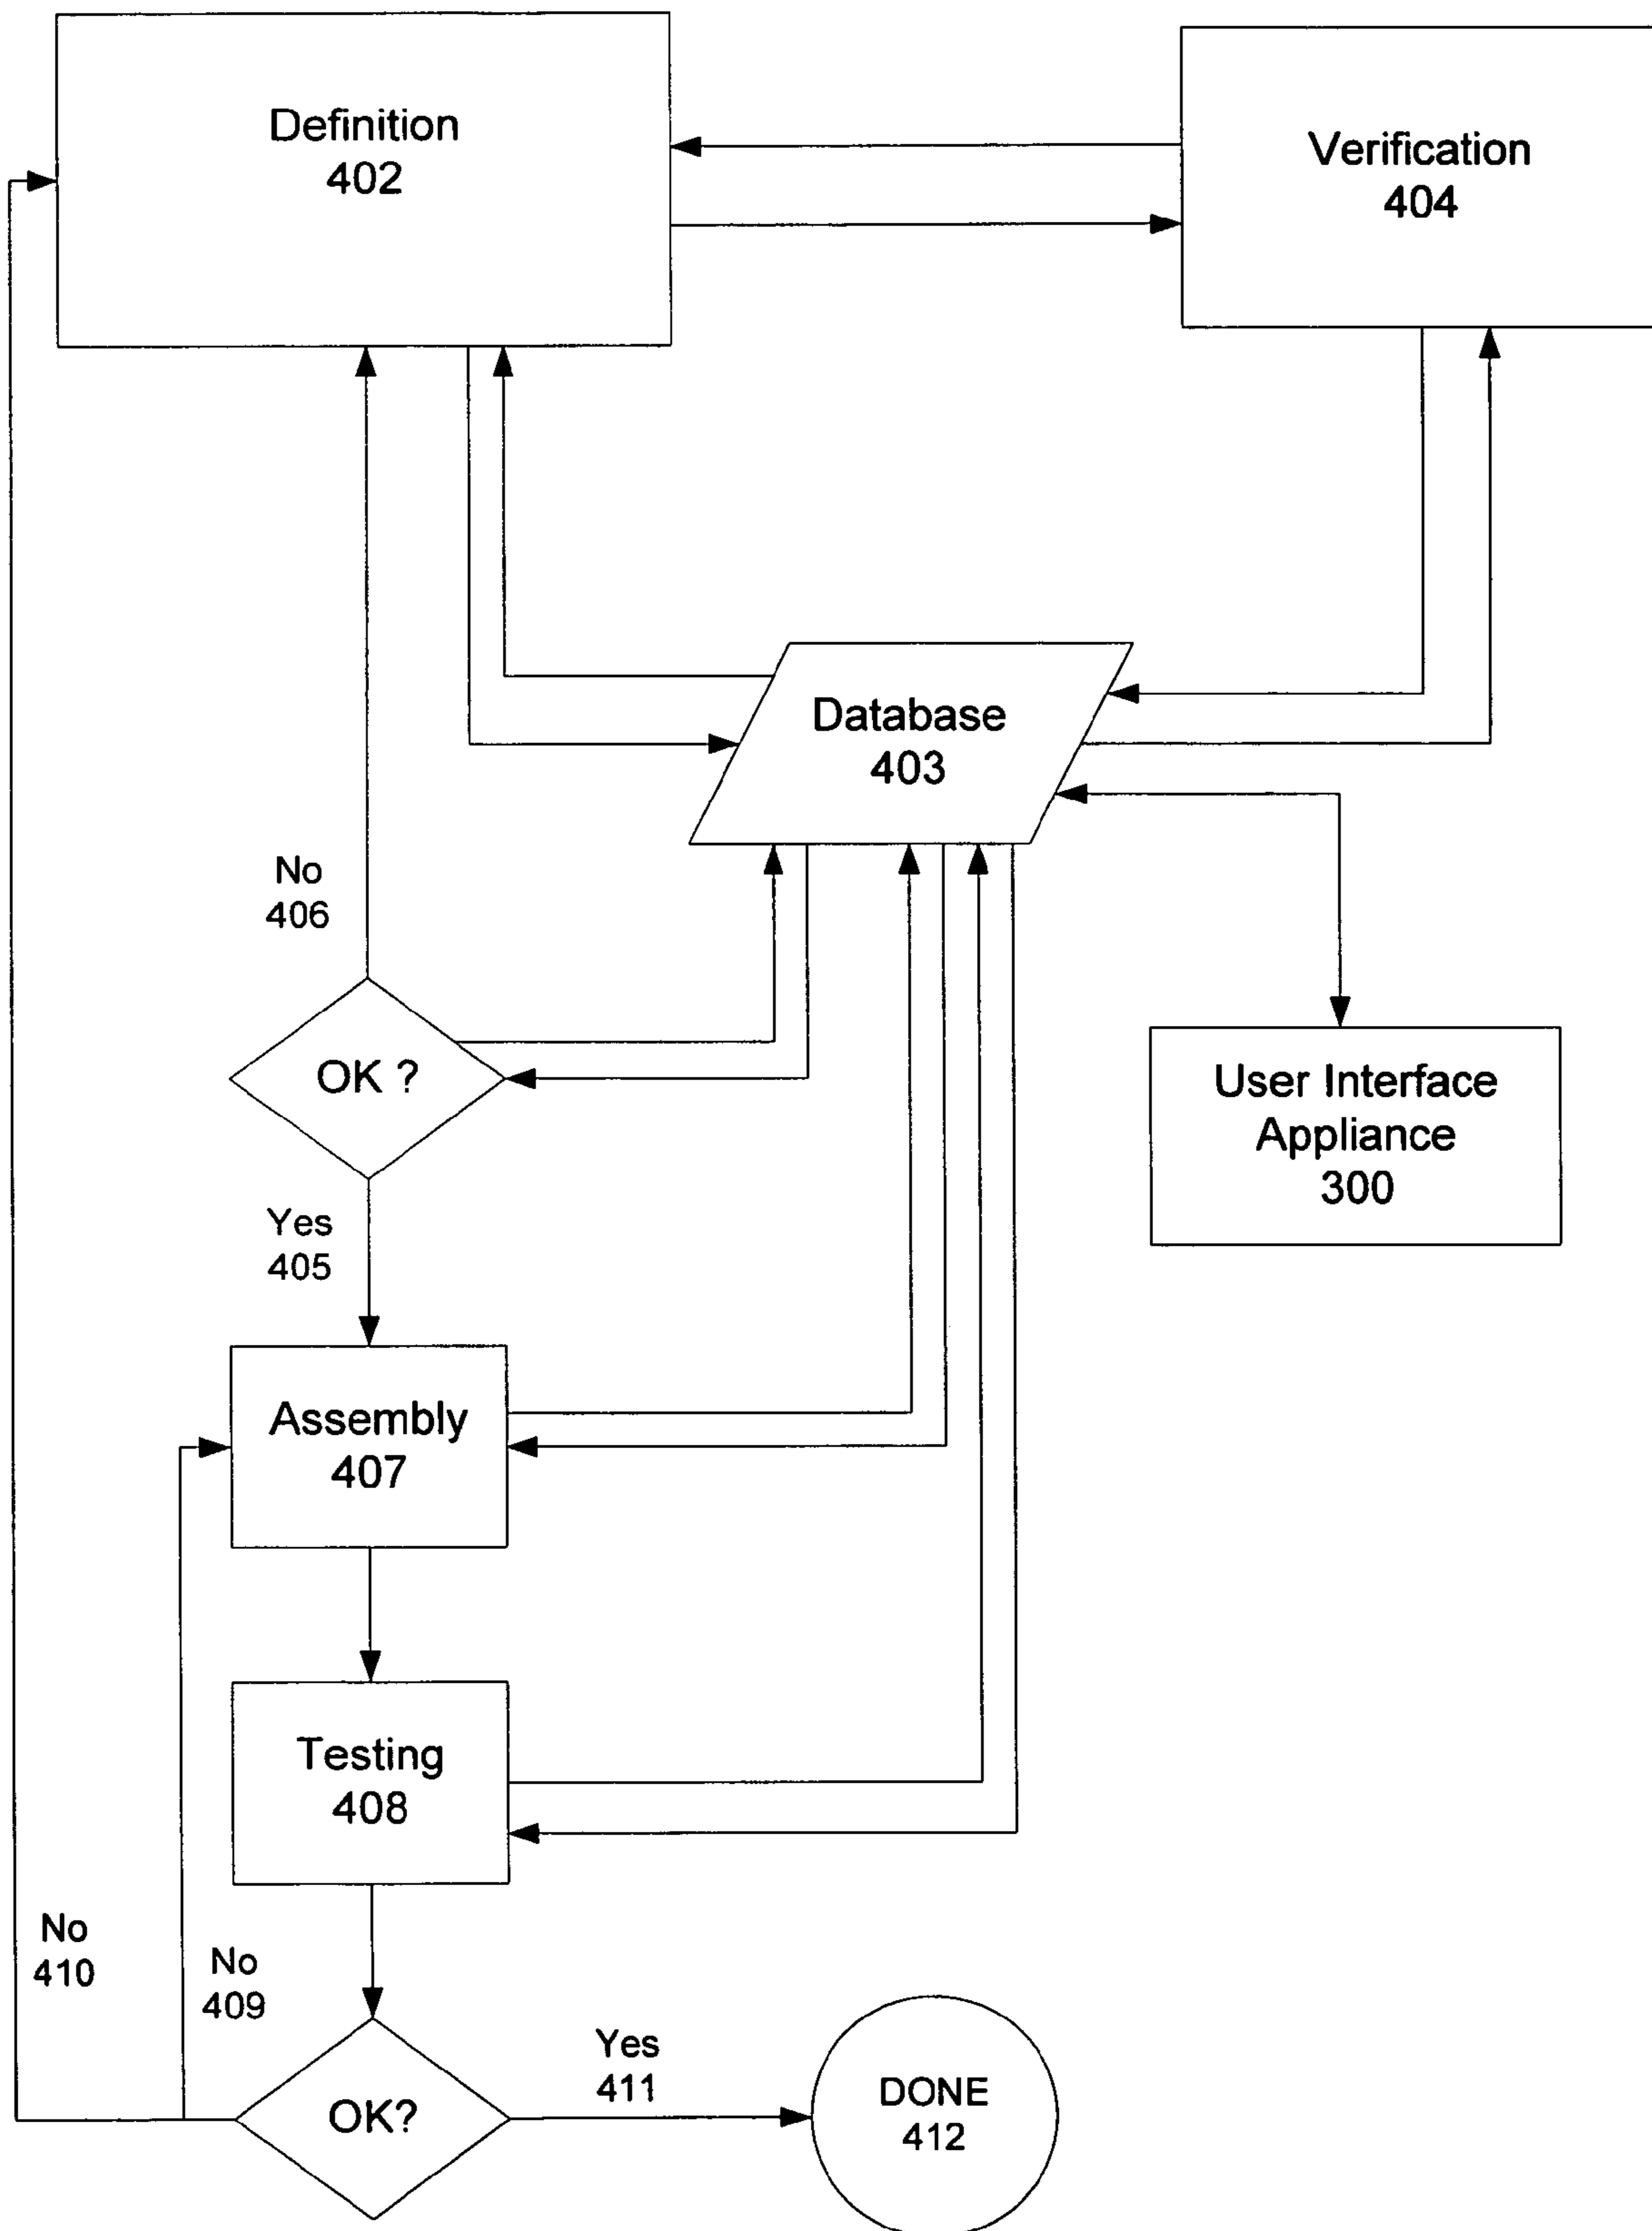 Definition
402
Verification
404
Database
403
No
406
OK ?
User Interface
Appliance
300
Yes
405
Assembly
407
Testing
408
No
410
No
409
Yes
411
OK?
DONE
412